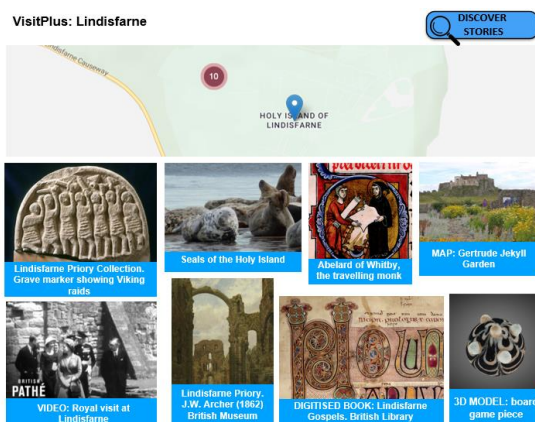 VisitPlus: Lindisfarne
DISCOVER
STORIES
Lindisfarne Causeway
10
HOLY ISLAND OF
LINDISFARNE
Lindisfarne Priory Collection.
Grave marker showing Viking
raids
Seals of the Holy Island
Abelard of Whitby,
the travelling monk
MAP: Gertrude Jekyll
Garden
BRITISH
PATHÉ
VIDEO: Royal visit at
Lindisfarne
Lindisfarne Priory.
J.W. Archer (1862)
British Museum
DIGITISED BOOK: Lindisfarne
Gospels. British Library
3D MODEL: board
game piece